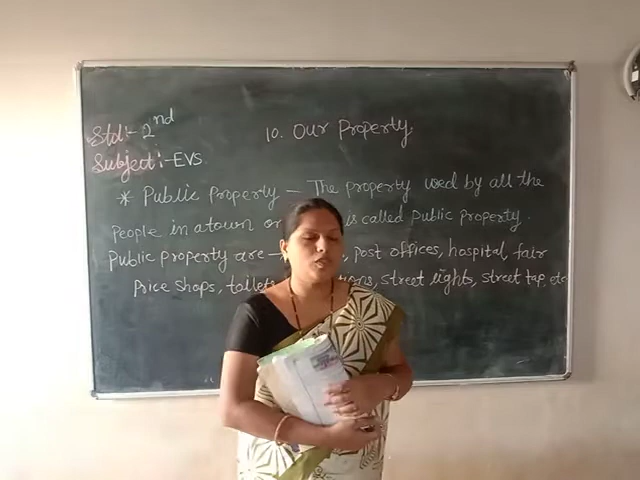 Std:- 2nd
10. Our Property
Subject:- EVS
* Public Property – The property used by all the
People in a town or is called public property.
Public property are – , post offices, hospital, fair
Price shops, toilets, street lights, street tap, etc